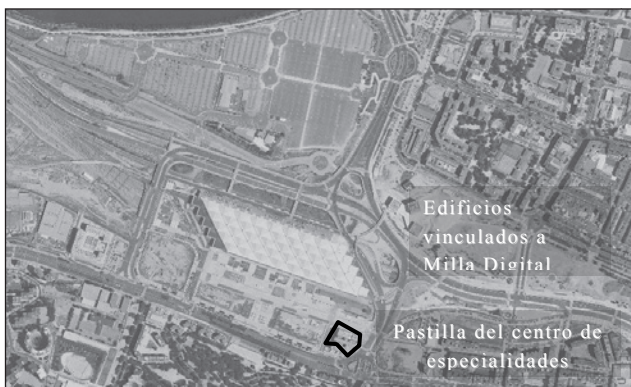 Edificios
vinculados a
Milla Digital
Pastilla del centro de
especialidades